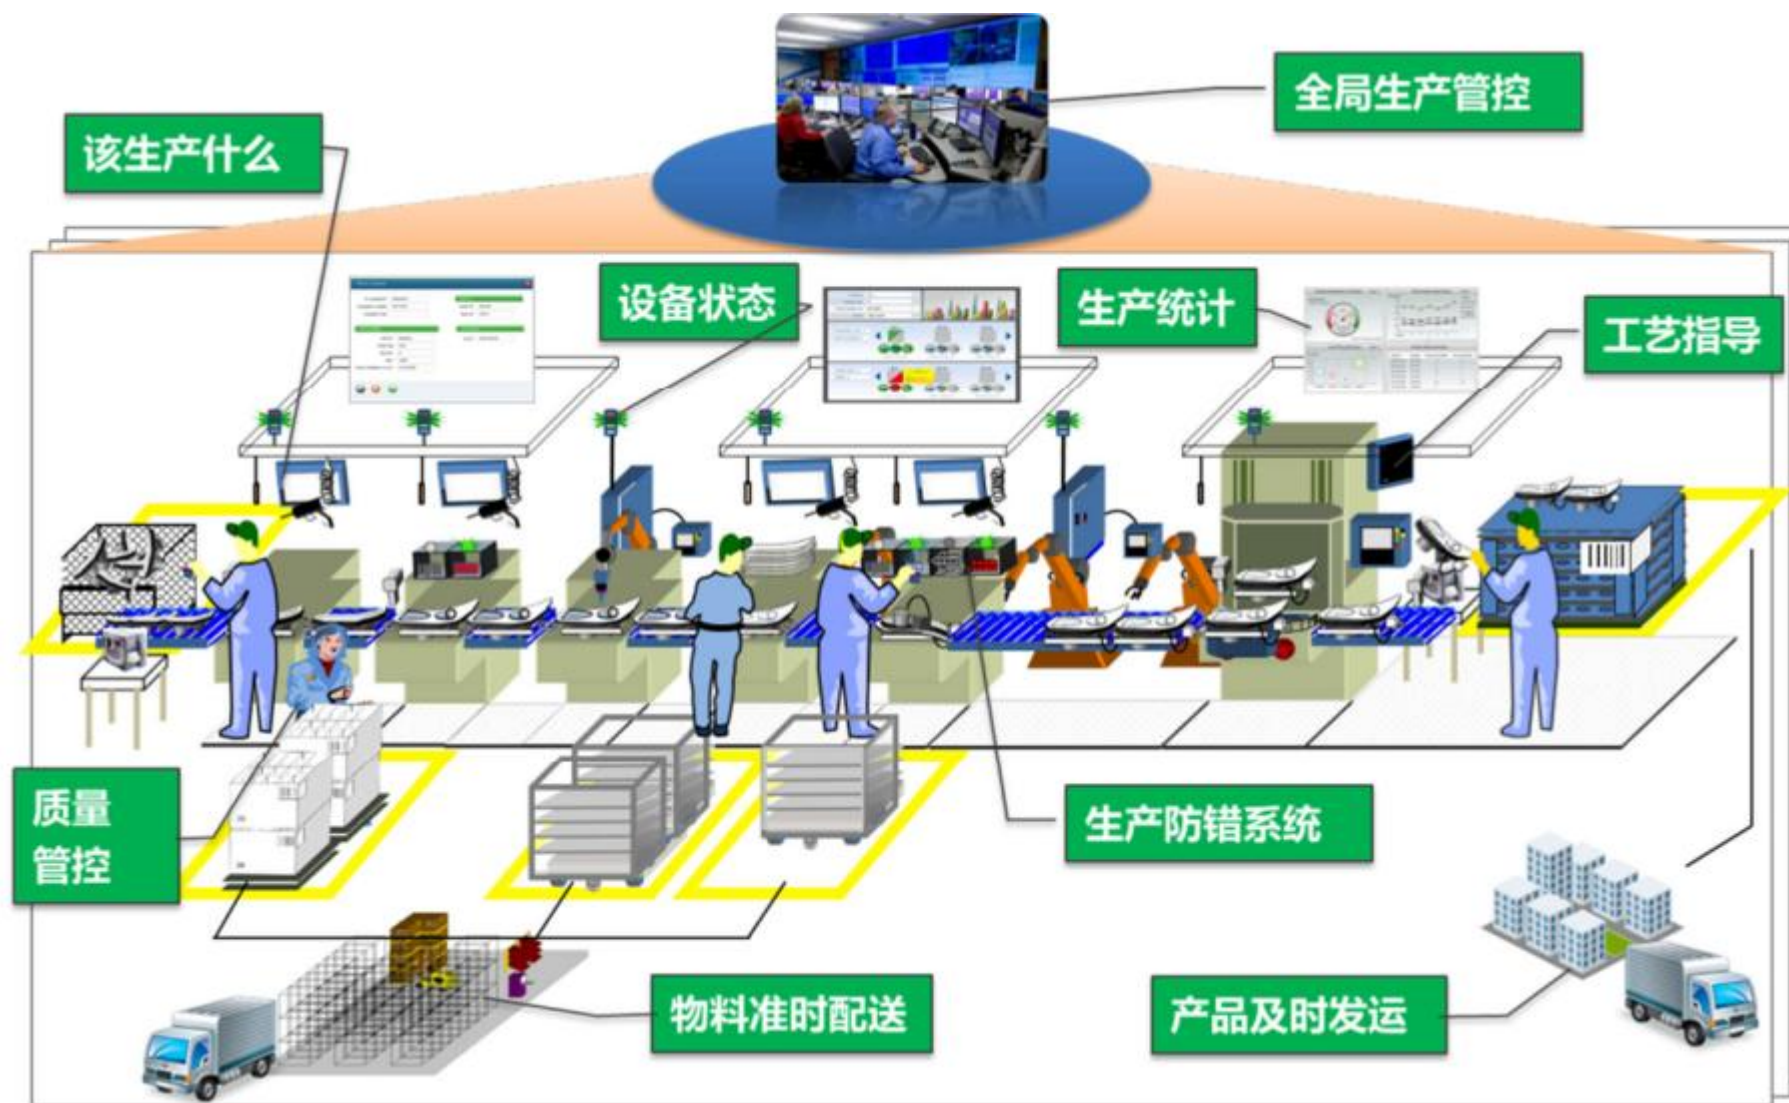 全局生产管控
该生产什么
设备状态
生产统计
工艺指导
质量
管控
生产防错系统
物料准时配送
产品及时发运